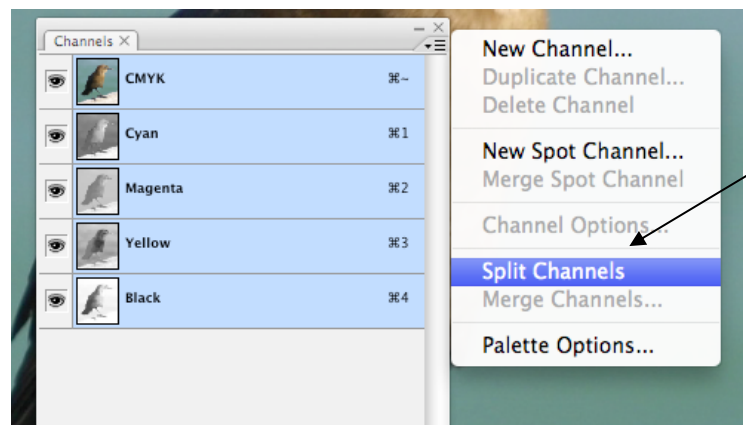 Channels ×
CMYK ⌘~
Cyan ⌘1
Magenta ⌘2
Yellow ⌘3
Black ⌘4
New Channel...
Duplicate Channel...
Delete Channel
New Spot Channel...
Merge Spot Channel
Channel Options...
Split Channels
Merge Channels...
Palette Options...